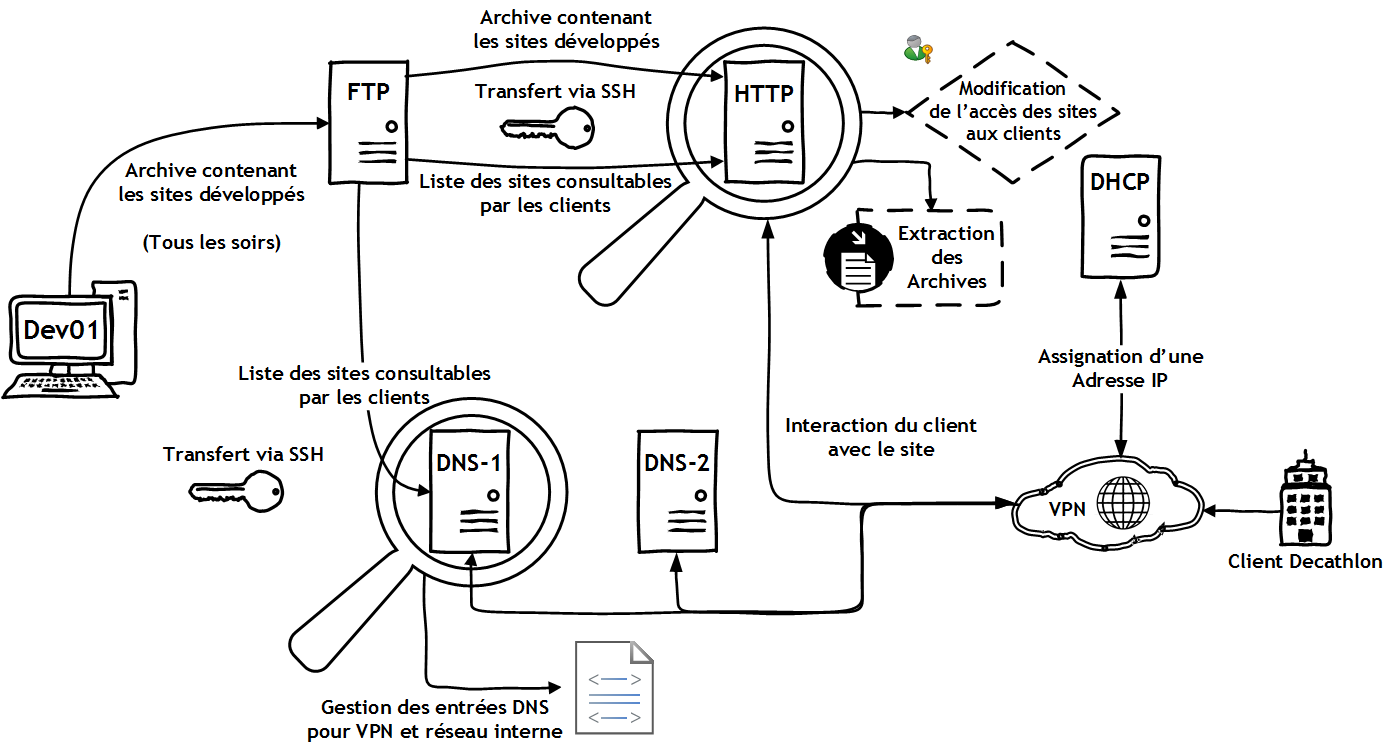 Archive contenant
les sites développés
FTP
Transfert via SSH
HTTP
Modification
de l'accès des sites
aux clients
Archive contenant
les sites développés
(Tous les soirs)
Liste des sites consultables
par les clients
DHCP
Extraction
des
Archives
Dev01
Assignation d'une
Adresse IP
Liste des sites consultables
par les clients
Interaction du client
avec le site
Transfert via SSH
DNS-1
DNS-2
VPN
Client Decathlon
Gestion des entrées DNS
pour VPN et réseau interne